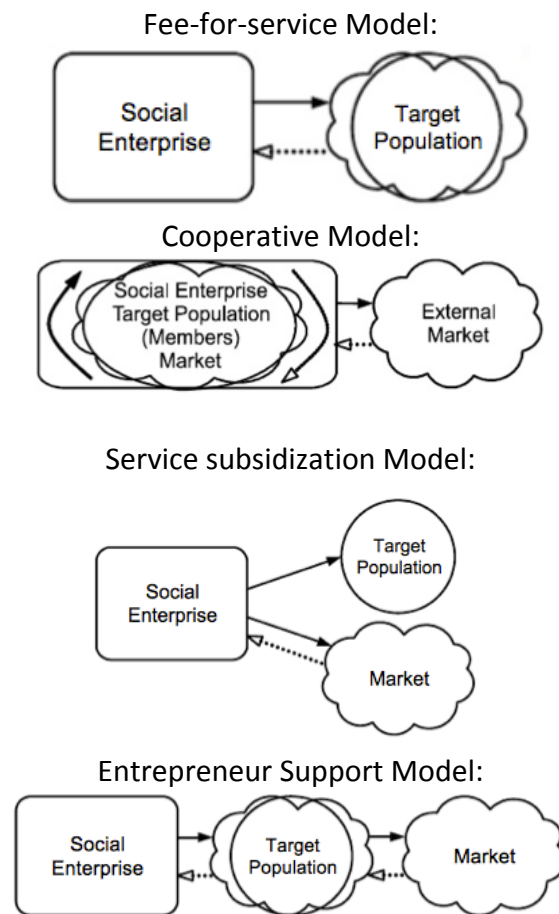 Fee-for-service Model:
Social
Enterprise
Target
Population
Cooperative Model:
Social Enterprise
Target Population
(Members)
Market
External
Market
Service subsidization Model:
Social
Enterprise
Target
Population
Market
Entrepreneur Support Model:
Social
Enterprise
Target
Population
Market